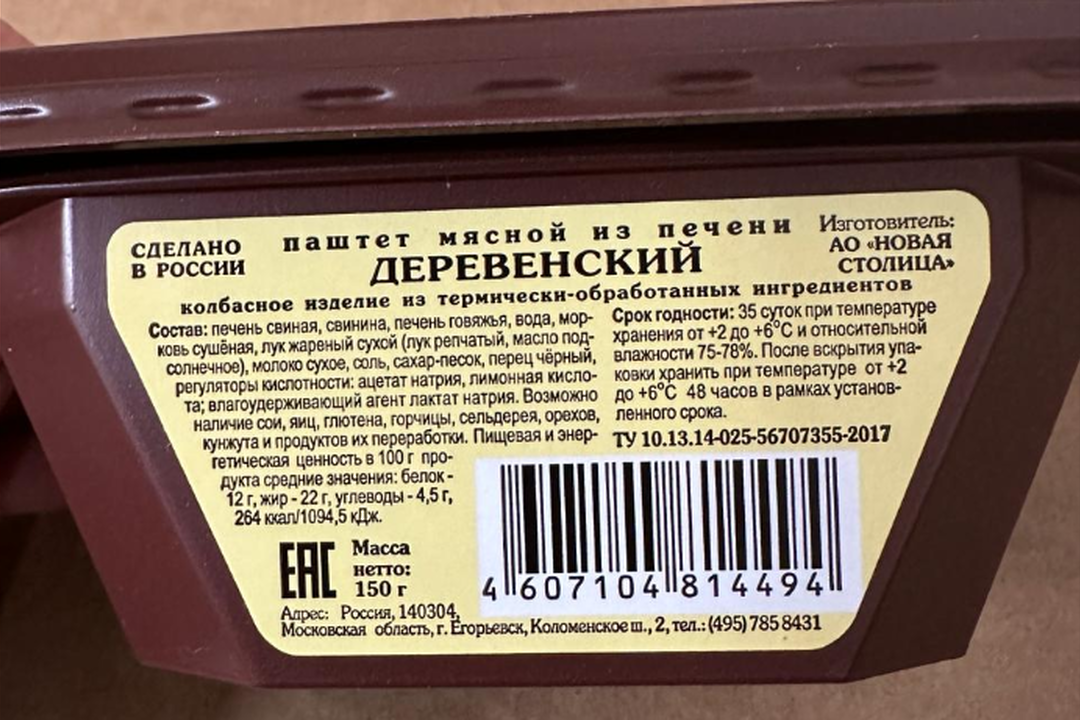 СДЕЛАНО
В РОССИИ
паштет мясной из печени
ДЕРЕВЕНСКИЙ
Изготовитель:
АО «НОВАЯ
СТОЛИЦА»
колбасное изделие из термически-обработанных ингредиентов
Состав: печень свиная, свинина, печень говяжья, вода, мор-
ковь сушёная, лук жареный сухой (лук репчатый, масло под-
солнечное), молоко сухое, соль, сахар-песок, перец чёрный,
регуляторы кислотности: ацетат натрия, лимонная кисло-
та; влагоудерживающий агент лактат натрия. Возможно
наличие сои, яиц, глютена, горчицы, сельдерея, орехов,
кунжута и продуктов их переработки. Пищевая и энер-
гетическая ценность в 100 г про-
дукта средние значения: белок -
12 г, жир - 22 г, углеводы - 4,5 г,
264 ккал/1094,5 кДж.
Срок годности: 35 суток при температуре
хранения от +2 до +6°С и относительной
влажности 75-78%. После вскрытия упа-
ковки хранить при температуре от +2
до +6°С 48 часов в рамках установ-
ленного срока.
ТУ 10.13.14-025-56707355-2017
ЕАС
Масса
нетто:
150 г
4 607104 814494
Адрес: Россия, 140304,
Московская область, г. Егорьевск, Коломенское ш., 2, тел.: (495) 785 8431